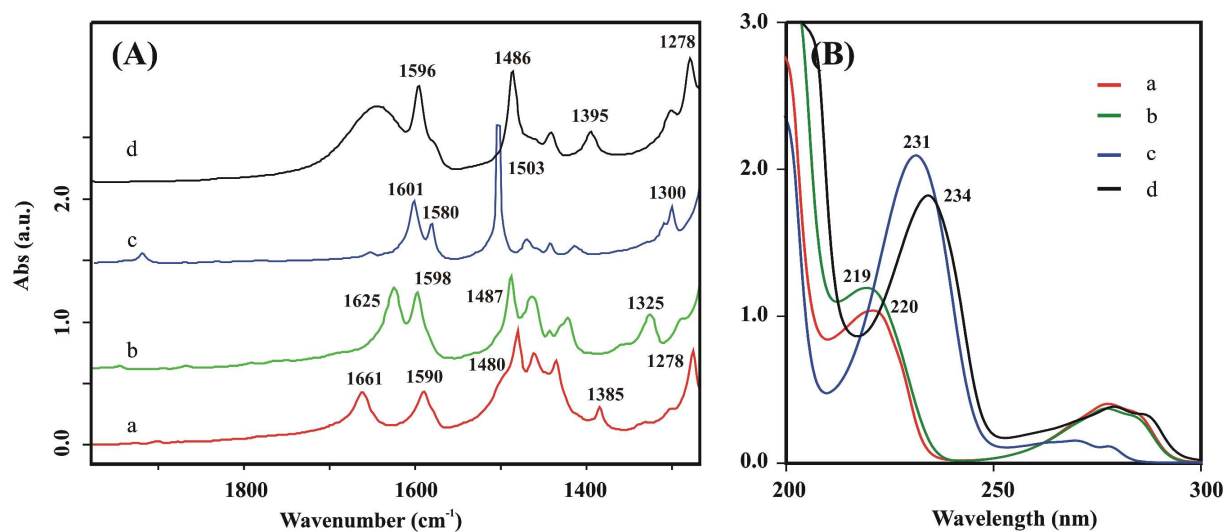 (A)
1278
1486
1596
1395
d
1503
1601
1580
1300
c
1598
1625
1487
1325
b
1661
1590
1480
1385
1278
a
Abs (a.u.)
2.0
1.0
0.0
1800
1600
1400
Wavenumber (cm-1)
(B)
3.0
2.0
1.0
0.0
a
b
c
d
231
234
219
220
200
250
300
Wavelength (nm)